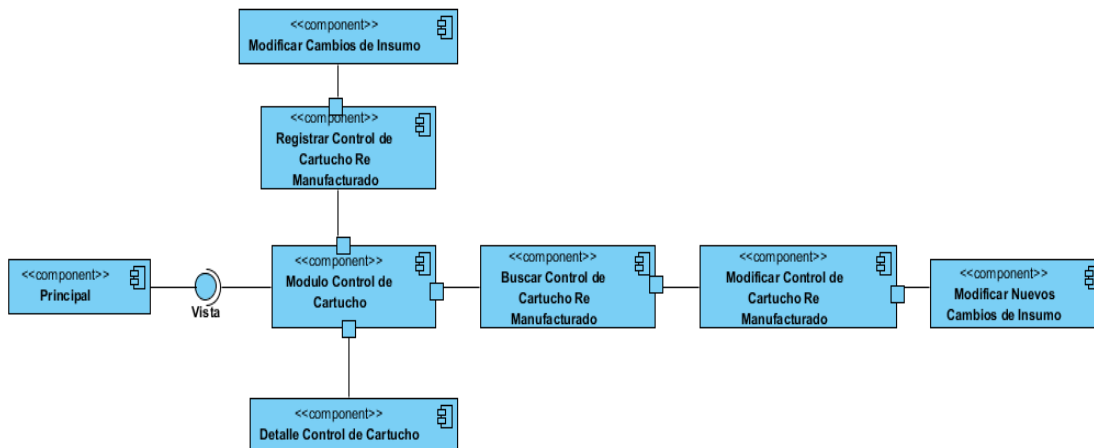 <<component>>
Modificar Cambios de Insumo
<<component>>
Registrar Control de
Cartucho Re
Manufacturado
<<component>>
Principal
Vista
<<component>>
Modulo Control de
Cartucho
<<component>>
Buscar Control de
Cartucho Re
Manufacturado
<<component>>
Modificar Control de
Cartucho Re
Manufacturado
<<component>>
Modificar Nuevos
Cambios de Insumo
<<component>>
Detalle Control de Cartucho